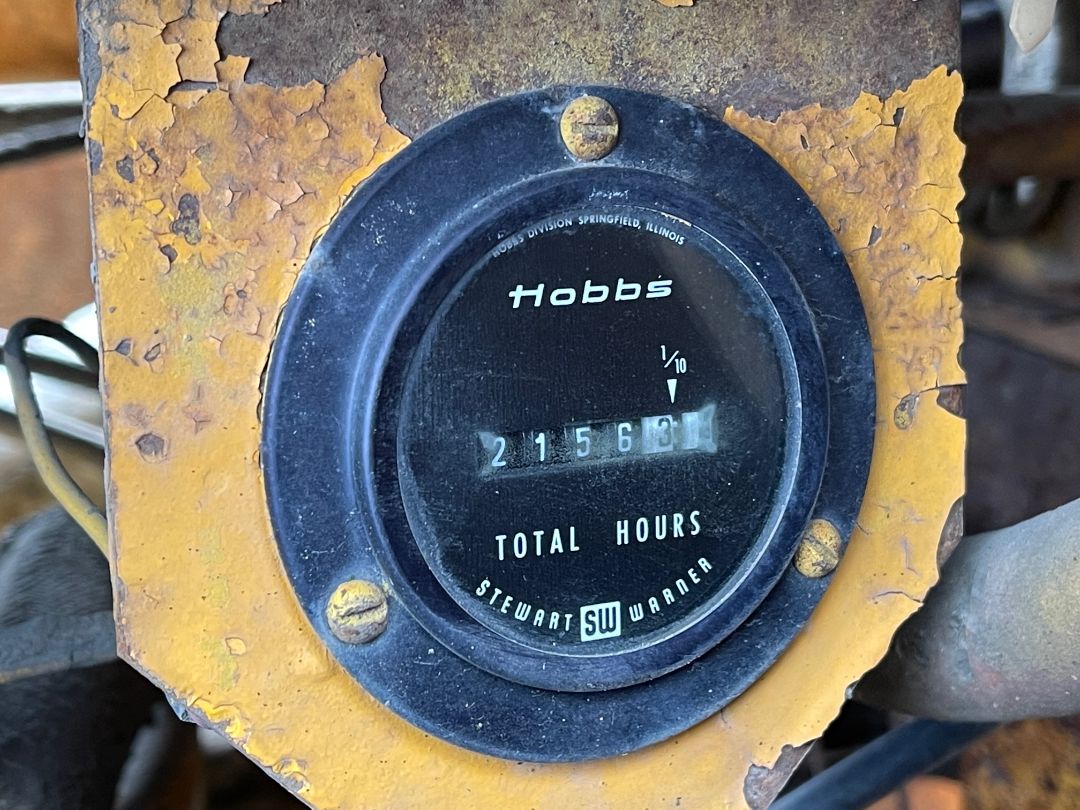 HOBBS DIVISION SPRINGFIELD, ILLINOIS
Hobbs
1/10
2 1 5 6 3
TOTAL HOURS
STEWART SW WARNER